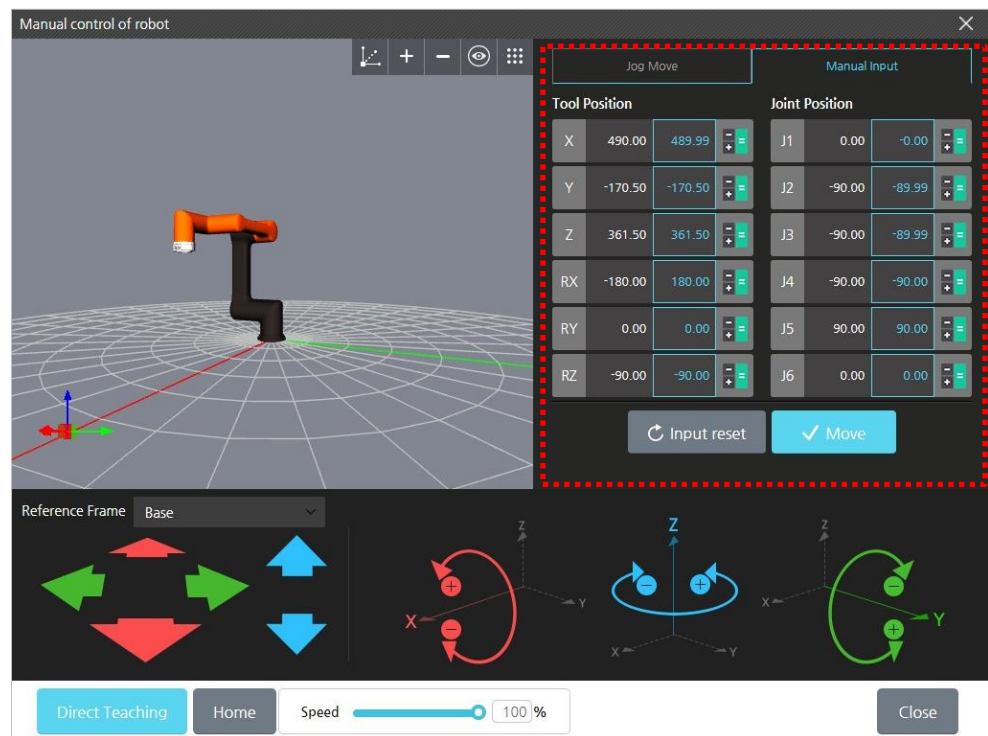 Manual control of robot
Jog Move Manual Input
Tool Position Joint Position
X 490.00 489.99 - + = J1 0.00 -0.00 - + =
Y -170.50 -170.50 - + = J2 -90.00 -89.99 - + =
Z 361.50 361.50 - + = J3 -90.00 -89.99 - + =
RX -180.00 180.00 - + = J4 -90.00 -90.00 - + =
RY 0.00 0.00 - + = J5 90.00 90.00 - + =
RZ -90.00 -90.00 - + = J6 0.00 0.00 - + =
Input reset Move
Reference Frame Base
Z Z Z
+ - + -
X Y X Y X Y
- +
Direct Teaching Home Speed 100 % Close